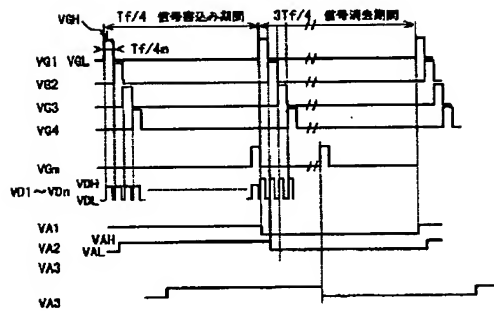 Tf/4 信号書込み期間 3Tf/4 信号消去期間
VGH
Tf/4m
VG1 VGL
VG2
VG3
VG4
VGm
VD1〜VDn VDH
VDL
VA1
VA2 VAH
VAL
VA3
VA3